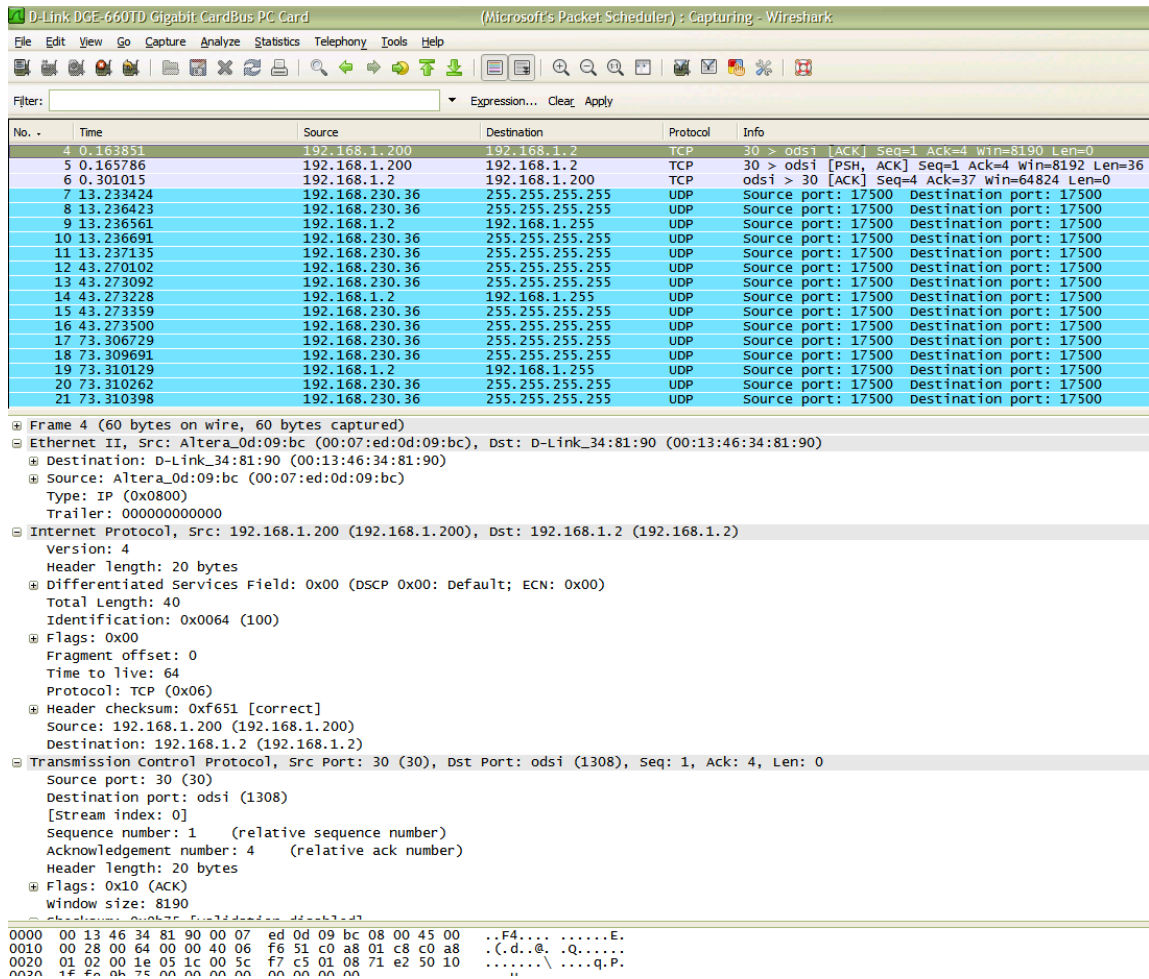 D-Link DGE-660TD Gigabit CardBus PC Card (Microsoft's Packet Scheduler) : Capturing - Wireshark
File Edit View Go Capture Analyze Statistics Telephony Tools Help
Filter: Expression... Clear Apply
No. - Time Source Destination Protocol Info
4 0.163851 192.168.1.200 192.168.1.2 TCP 30 > odsi [ACK] Seq=1 Ack=4 Win=8190 Len=0
5 0.165786 192.168.1.200 192.168.1.2 TCP 30 > odsi [PSH, ACK] Seq=1 Ack=4 Win=8192 Len=36
6 0.301015 192.168.1.2 192.168.1.200 TCP odsi > 30 [ACK] Seq=4 Ack=37 Win=64824 Len=0
7 13.233424 192.168.230.36 255.255.255.255 UDP Source port: 17500 Destination port: 17500
8 13.236423 192.168.230.36 255.255.255.255 UDP Source port: 17500 Destination port: 17500
9 13.236561 192.168.1.2 192.168.1.255 UDP Source port: 17500 Destination port: 17500
10 13.236691 192.168.230.36 255.255.255.255 UDP Source port: 17500 Destination port: 17500
11 13.237135 192.168.230.36 255.255.255.255 UDP Source port: 17500 Destination port: 17500
12 43.270102 192.168.230.36 255.255.255.255 UDP Source port: 17500 Destination port: 17500
13 43.273092 192.168.230.36 255.255.255.255 UDP Source port: 17500 Destination port: 17500
14 43.273228 192.168.1.2 192.168.1.255 UDP Source port: 17500 Destination port: 17500
15 43.273359 192.168.230.36 255.255.255.255 UDP Source port: 17500 Destination port: 17500
16 43.273500 192.168.230.36 255.255.255.255 UDP Source port: 17500 Destination port: 17500
17 73.306729 192.168.230.36 255.255.255.255 UDP Source port: 17500 Destination port: 17500
18 73.309691 192.168.230.36 255.255.255.255 UDP Source port: 17500 Destination port: 17500
19 73.310129 192.168.1.2 192.168.1.255 UDP Source port: 17500 Destination port: 17500
20 73.310262 192.168.230.36 255.255.255.255 UDP Source port: 17500 Destination port: 17500
21 73.310398 192.168.230.36 255.255.255.255 UDP Source port: 17500 Destination port: 17500
Frame 4 (60 bytes on wire, 60 bytes captured)
Ethernet II, Src: Altera_0d:09:bc (00:07:ed:0d:09:bc), Dst: D-Link_34:81:90 (00:13:46:34:81:90)
Destination: D-Link_34:81:90 (00:13:46:34:81:90)
Source: Altera_0d:09:bc (00:07:ed:0d:09:bc)
Type: IP (0x0800)
Trailer: 000000000000
Internet Protocol, Src: 192.168.1.200 (192.168.1.200), Dst: 192.168.1.2 (192.168.1.2)
Version: 4
Header length: 20 bytes
Differentiated Services Field: 0x00 (DSCP 0x00: Default; ECN: 0x00)
Total Length: 40
Identification: 0x0064 (100)
Flags: 0x00
Fragment offset: 0
Time to live: 64
Protocol: TCP (0x06)
Header checksum: 0xf651 [correct]
Source: 192.168.1.200 (192.168.1.200)
Destination: 192.168.1.2 (192.168.1.2)
Transmission Control Protocol, Src Port: 30 (30), Dst Port: odsi (1308), Seq: 1, Ack: 4, Len: 0
Source port: 30 (30)
Destination port: odsi (1308)
[Stream index: 0]
Sequence number: 1 (relative sequence number)
Acknowledgement number: 4 (relative ack number)
Header length: 20 bytes
Flags: 0x10 (ACK)
Window size: 8190
Checksum: 0x9b75 [validation disabled]
0000 00 13 46 34 81 90 00 07 ed 0d 09 bc 08 00 45 00 ..F4.... ......E.
0010 00 28 00 64 00 00 40 06 f6 51 c0 a8 01 c8 c0 a8 .(.d..@. .Q......
0020 01 02 00 1e 05 1c 00 5c f7 c5 01 08 71 e2 50 10 .......\ ....q.P.
0030 1f fe 9b 75 00 00 00 00 00 00 00 00 ...u.... ....